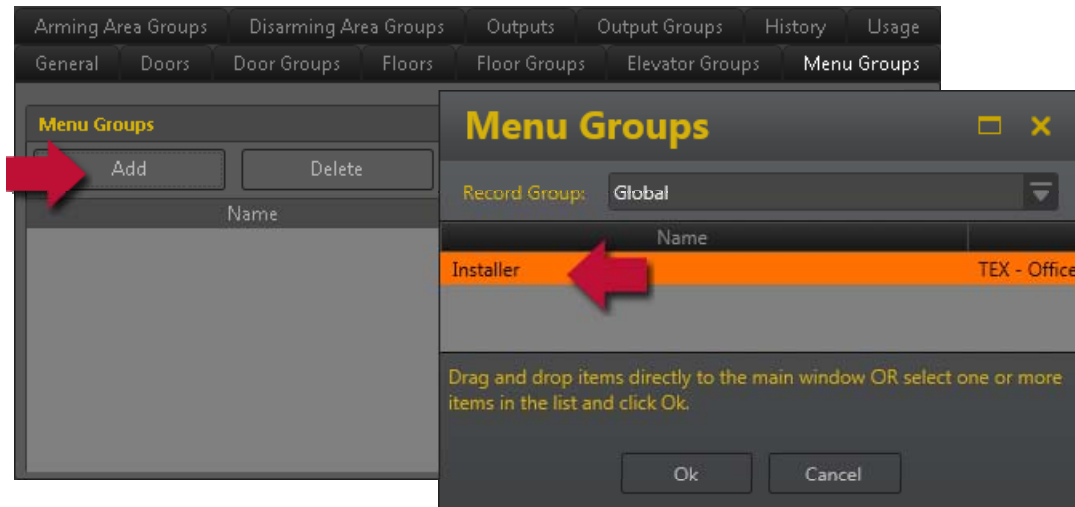 Arming Area Groups Disarming Area Groups Outputs Output Groups History Usage
General Doors Door Groups Floors Floor Groups Elevator Groups Menu Groups
Menu Groups
Add Delete
Name
Menu Groups
Record Group: Global
Name
Installer TEX - Office
Drag and drop items directly to the main window OR select one or more
items in the list and click Ok.
Ok Cancel